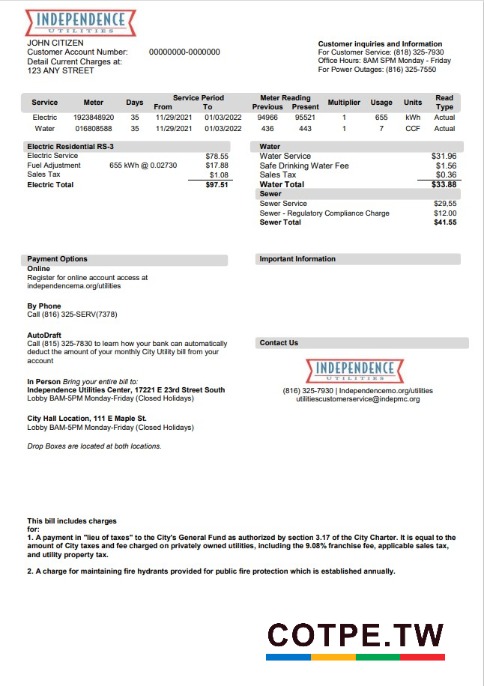 INDEPENDENCE
UTILITIES
JOHN CITIZEN
Customer Account Number: 00000000-0000000
Detail Current Charges at:
123 ANY STREET
Customer inquiries and Information
For Customer Service: (818) 325-7930
Office Hours: 8AM SPM Monday - Friday
For Power Outages: (816) 325-7550
Service Meter Days Service Period From To Meter Reading Previous Present Multiplier Usage Units Read Type
Electric 1923848920 35 11/29/2021 01/03/2022 94966 95521 1 655 kWh Actual
Water 016808588 35 11/29/2021 01/03/2022 436 443 1 7 CCF Actual
Electric Residential RS-3
Electric Service $78.55
Fuel Adjustment 655 kWh @ 0.02730 $17.88
Sales Tax $1.08
Electric Total $97.51
Water
Water Service $31.96
Safe Drinking Water Fee $1.56
Sales Tax $0.36
Water Total $33.88
Sewer
Sewer Service $29,55
Sewer - Regulatory Compliance Charge $12.00
Sewer Total $41.55
Payment Options
Online
Register for online account access at
independencema.org/utilities
By Phone
Call (816) 325-SERV(7378)
AutoDraft
Call (815) 325-7830 to learn how your bank can automatically
deduct the amount of your monthly City Utility bill from your
account
In Person Bring your entire bill to:
Independence Utilities Center, 17221 E 23rd Street South
Lobby BAM-5PM Monday-Friday (Closed Holidays)
City Hall Location, 111 E Maple St.
Lobby BAM-5PM Monday-Friday (Closed Holidays)
Drop Boxes are located at both locations.
Important Information
Contact Us
INDEPENDENCE
UTILITIES
(816) 325-7930 | Independencemo.org/utilities
utilitiescustomerservice@indepmc.org
This bill includes charges
for:
1. A payment in "lieu of taxes" to the City's General Fund as authorized by section 3.17 of the City Charter. It is equal to the
amount of City taxes and fee charged on privately owned utilities, including the 9.08% franchise fee, applicable sales tax,
and utility property tax.
2. A charge for maintaining fire hydrants provided for public fire protection which is established annually.
COTPE.TW